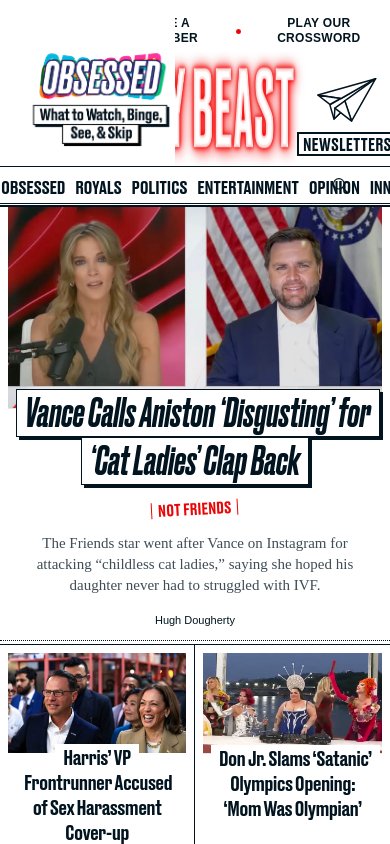 E A
BER
PLAY OUR
CROSSWORD
OBSESSED
What to Watch, Binge,
See, & Skip
Y BEAST
NEWSLETTERS
OBSESSED ROYALS POLITICS ENTERTAINMENT OPINION INN
Vance Calls Aniston ‘Disgusting’ for
‘Cat Ladies’ Clap Back
NOT FRIENDS
The Friends star went after Vance on Instagram for
attacking “childless cat ladies,” saying she hoped his
daughter never had to struggled with IVF.
Hugh Dougherty
Harris’ VP
Frontrunner Accused
of Sex Harassment
Cover-up
Don Jr. Slams ‘Satanic’
Olympics Opening:
‘Mom Was Olympian’